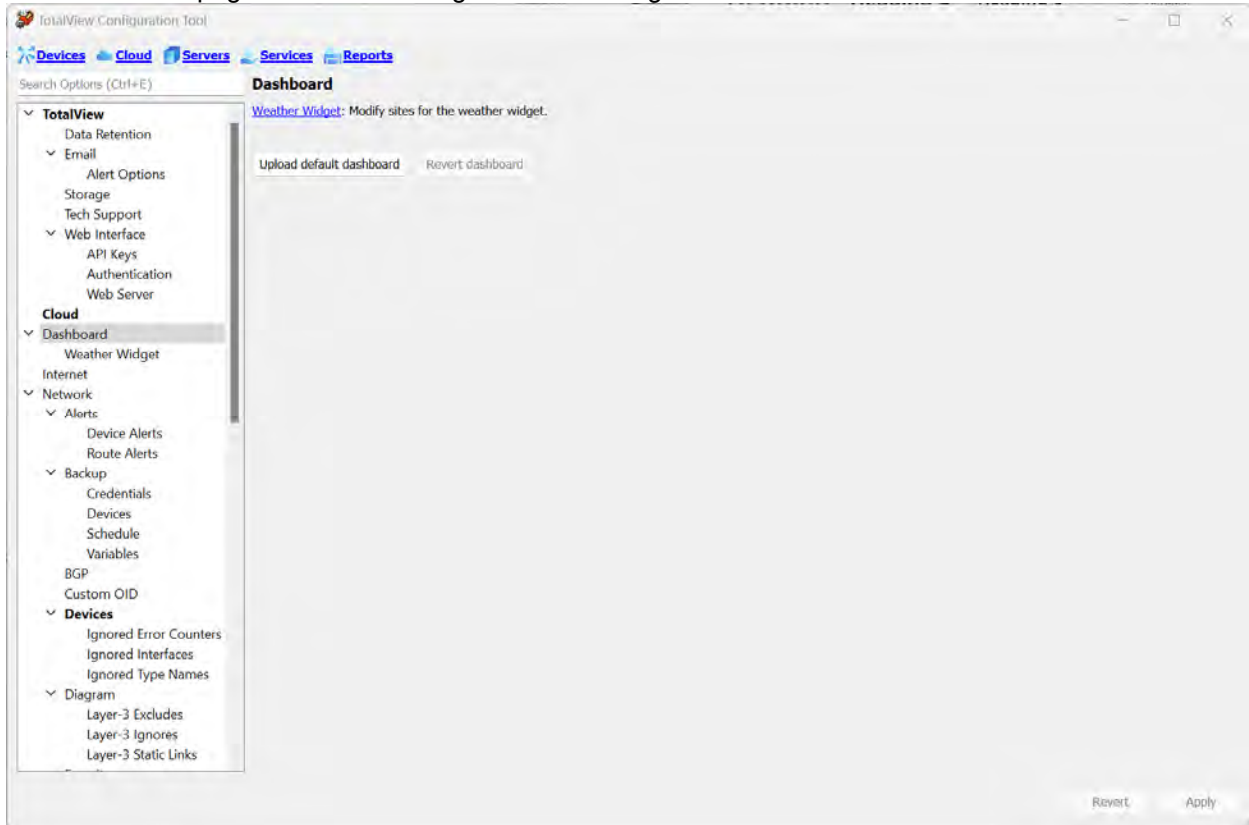 TotalView Configuration Tool
Devices Cloud Servers Services Reports
Search Options (Ctrl+E)
Dashboard
Weather Widget: Modify sites for the weather widget.
Upload default dashboard Revert dashboard
TotalView
Data Retention
Email
Alert Options
Storage
Tech Support
Web Interface
API Keys
Authentication
Web Server
Cloud
Dashboard
Weather Widget
Internet
Network
Alerts
Device Alerts
Route Alerts
Backup
Credentials
Devices
Schedule
Variables
BGP
Custom OID
Devices
Ignored Error Counters
Ignored Interfaces
Ignored Type Names
Diagram
Layer-3 Excludes
Layer-3 Ignores
Layer-3 Static Links
Revert Apply